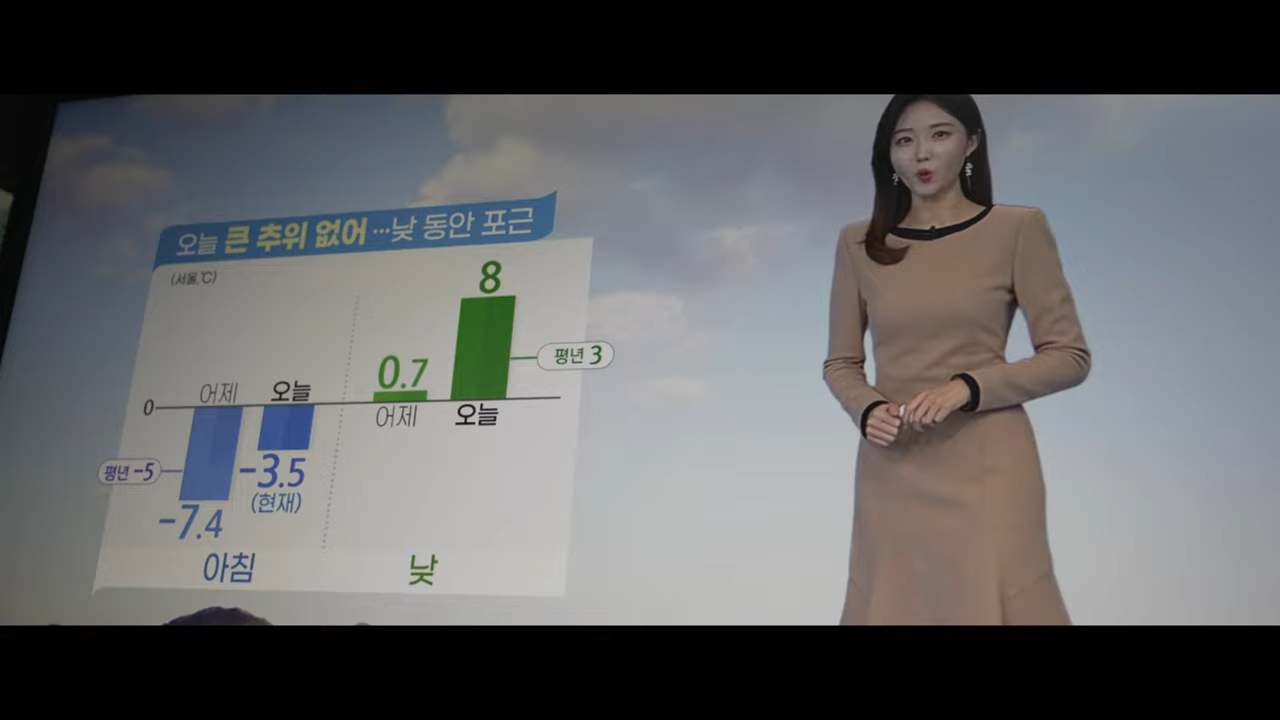 오늘 큰 추위 없어…낮 동안 포근
(서울,℃)
8
평년 3
0.7
어제
오늘
0
어제
오늘
평년 -5
-3.5
(현재)
-7.4
아침
낮